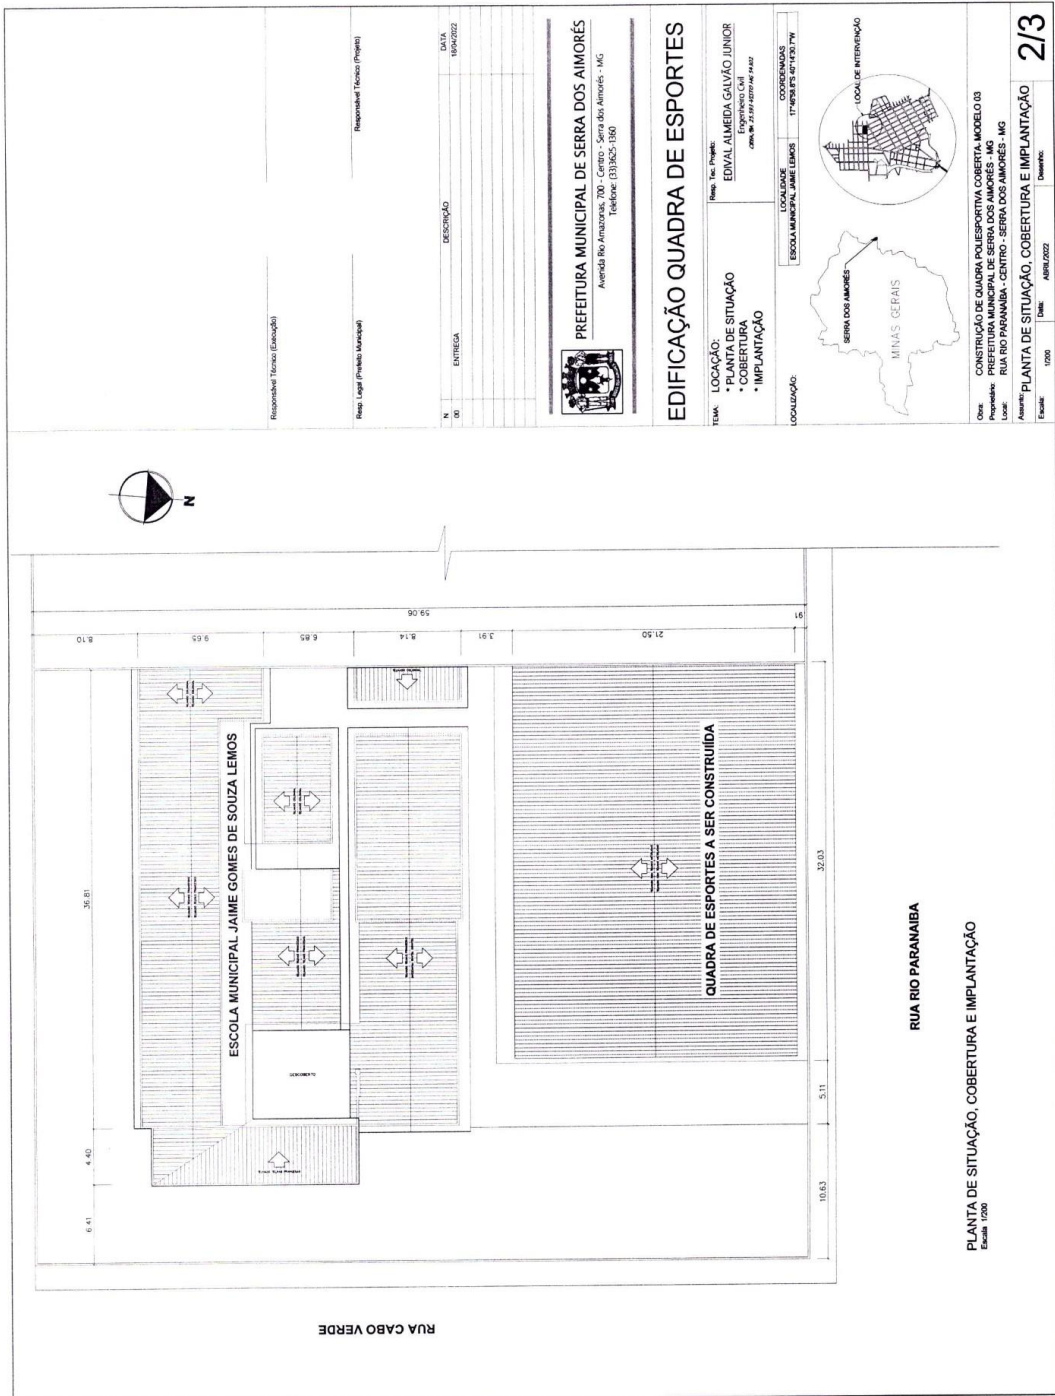 Responsável Técnico (Execução)
Responsável Técnico (Projeto)
Resp. Legal (Prefeito Municipal)
N
DESCRIÇÃO
DATA
00
ENTREGA
18/04/2022
PREFEITURA MUNICIPAL DE SERRA DOS AIMORÉS
Avenida Rio Amazonas, 700 - Centro - Serra dos Aimorés - MG
Telefone: (33)3625-1360
EDIFICAÇÃO QUADRA DE ESPORTES
TEMA:
LOCAÇÃO:
* PLANTA DE SITUAÇÃO
* COBERTURA
* IMPLANTAÇÃO
Resp. Tec. Projeto:
EDIVAL ALMEIDA GALVÃO JUNIOR
Engenheiro Civil
LOCALIZAÇÃO:
LOCALIDADE
COORDENADAS
ESCOLA MUNICIPAL JAIME LEMOS
SERRA DOS AIMORÉS
MINAS GERAIS
LOCAL DE INTERVENÇÃO
Obra: CONSTRUÇÃO DE QUADRA POLIESPORTIVA COBERTA- MODELO 03
Proprietário: PREFEITURA MUNICIPAL DE SERRA DOS AIMORÉS - MG
Local: RUA RIO PARANAÍBA - CENTRO - SERRA DOS AIMORÉS - MG
Assunto: PLANTA DE SITUAÇÃO, COBERTURA E IMPLANTAÇÃO
2/3
Escala: 1/200
Data: ABRIL/2022
Desenho:
N
6.41
4.40
36.81
8.10
9.65
6.85
8.14
3.91
21.50
.91
59.06
ESCOLA MUNICIPAL JAIME GOMES DE SOUZA LEMOS
DESCOBERTO
QUADRA DE ESPORTES A SER CONSTRUIÍDA
10.63
5.11
32.03
RUA CABO VERDE
RUA RIO PARANAIBA
PLANTA DE SITUAÇÃO, COBERTURA E IMPLANTAÇÃO
Escala 1/200